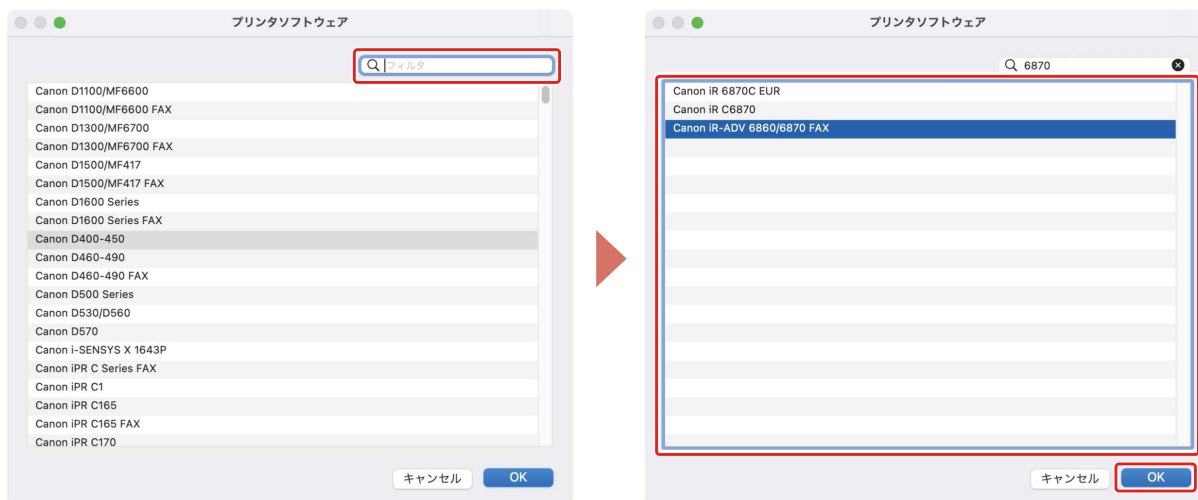 プリンタソフトウェア
フィルタ
Canon D1100/MF6600
Canon D1100/MF6600 FAX
Canon D1300/MF6700
Canon D1300/MF6700 FAX
Canon D1500/MF417
Canon D1500/MF417 FAX
Canon D1600 Series
Canon D1600 Series FAX
Canon D400-450
Canon D460-490
Canon D460-490 FAX
Canon D500 Series
Canon D530/D560
Canon D570
Canon i-SENSYS X 1643P
Canon iPR C Series FAX
Canon iPR C1
Canon iPR C165
Canon iPR C165 FAX
Canon iPR C170
キャンセル
OK
プリンタソフトウェア
6870
Canon iR 6870C EUR
Canon iR C6870
Canon iR-ADV 6860/6870 FAX
キャンセル
OK